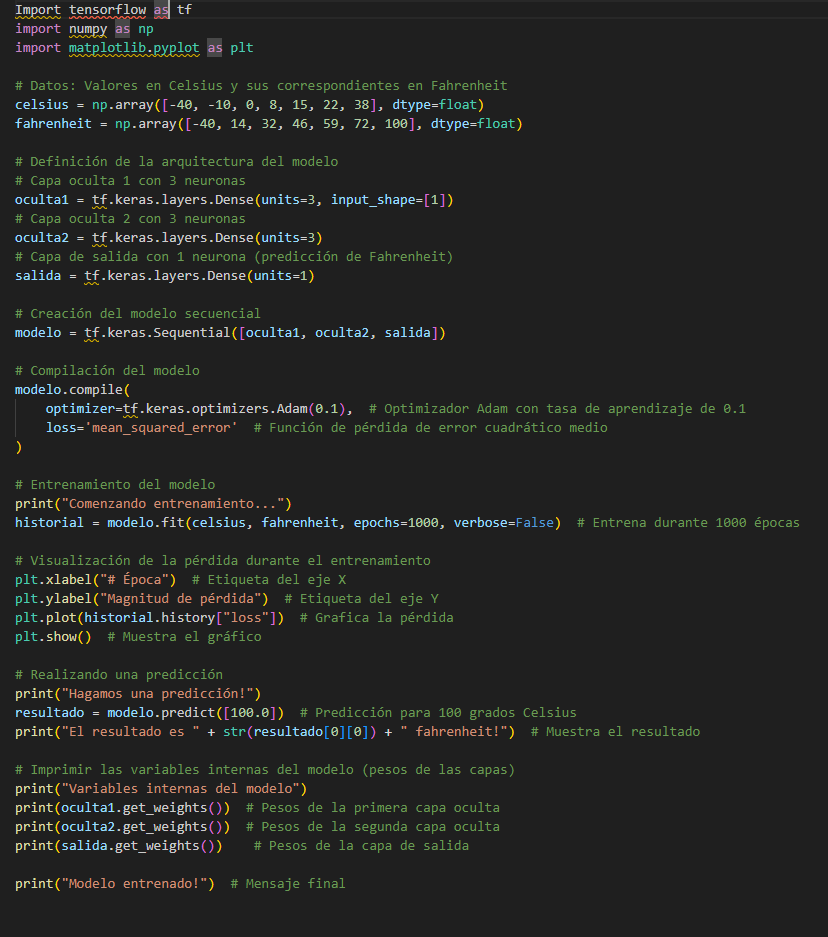 Import tensorflow as tf
import numpy as np
import matplotlib.pyplot as plt

# Datos: Valores en Celsius y sus correspondientes en Fahrenheit
celsius = np.array([-40, -10, 0, 8, 15, 22, 38], dtype=float)
fahrenheit = np.array([-40, 14, 32, 46, 59, 72, 100], dtype=float)

# Definición de la arquitectura del modelo
# Capa oculta 1 con 3 neuronas
oculta1 = tf.keras.layers.Dense(units=3, input_shape=[1])
# Capa oculta 2 con 3 neuronas
oculta2 = tf.keras.layers.Dense(units=3)
# Capa de salida con 1 neurona (predicción de Fahrenheit)
salida = tf.keras.layers.Dense(units=1)

# Creación del modelo secuencial
modelo = tf.keras.Sequential([oculta1, oculta2, salida])

# Compilación del modelo
modelo.compile(
    optimizer=tf.keras.optimizers.Adam(0.1),  # Optimizador Adam con tasa de aprendizaje de 0.1
    loss='mean_squared_error'  # Función de pérdida de error cuadrático medio
)

# Entrenamiento del modelo
print("Comenzando entrenamiento...")
historial = modelo.fit(celsius, fahrenheit, epochs=1000, verbose=False)  # Entrena durante 1000 épocas

# Visualización de la pérdida durante el entrenamiento
plt.xlabel("# Época")  # Etiqueta del eje X
plt.ylabel("Magnitud de pérdida")  # Etiqueta del eje Y
plt.plot(historial.history["loss"])  # Grafica la pérdida
plt.show()  # Muestra el gráfico

# Realizando una predicción
print("Hagamos una predicción!")
resultado = modelo.predict([100.0])  # Predicción para 100 grados Celsius
print("El resultado es " + str(resultado[0][0]) + " fahrenheit!")  # Muestra el resultado

# Imprimir las variables internas del modelo (pesos de las capas)
print("Variables internas del modelo")
print(oculta1.get_weights())  # Pesos de la primera capa oculta
print(oculta2.get_weights())  # Pesos de la segunda capa oculta
print(salida.get_weights())    # Pesos de la capa de salida

print("Modelo entrenado!")  # Mensaje final